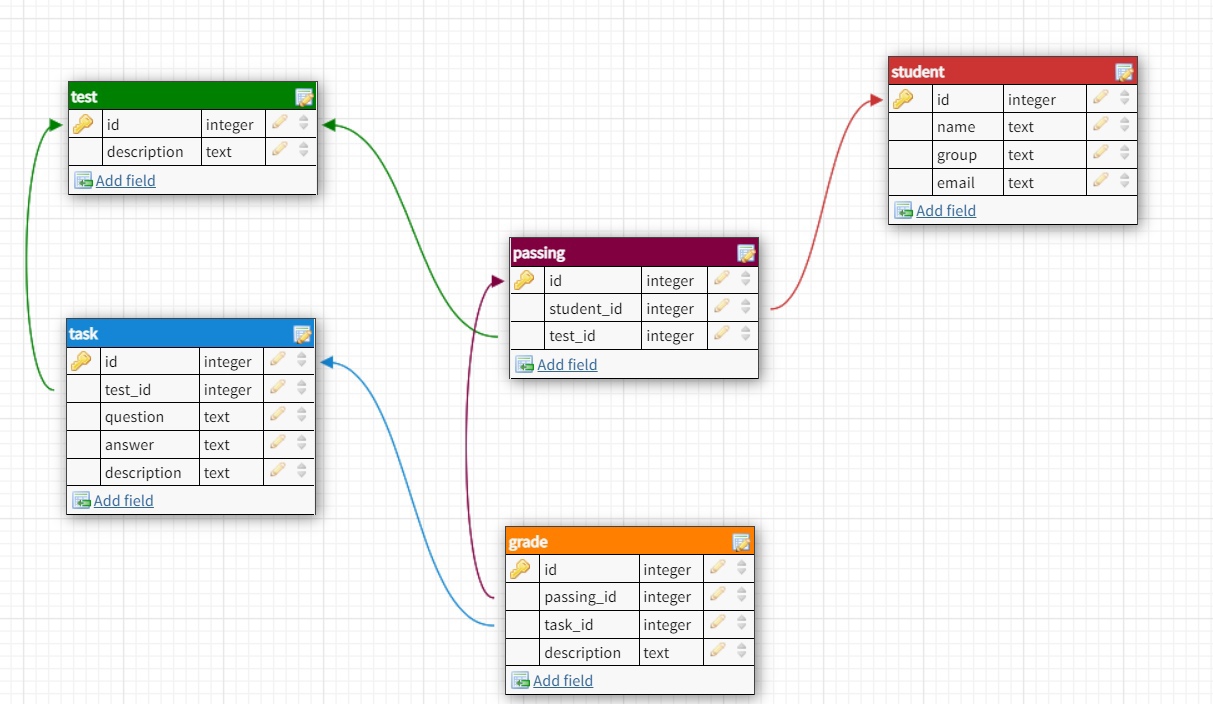 test
id integer
description text
Add field
student
id integer
name text
group text
email text
Add field
passing
id integer
student_id integer
test_id integer
Add field
task
id integer
test_id integer
question text
answer text
description text
Add field
grade
id integer
passing_id integer
task_id integer
description text
Add field